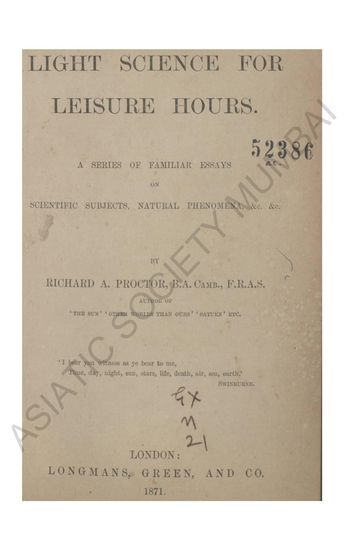 LIGHT SCIENCE FOR
LEISURE HOURS.
52386
A SERIES OF FAMILIAR ESSAYS
ON
SCIENTIFIC SUBJECTS, NATURAL PHENOMENA, &c. &c.
BY
RICHARD A. PROCTOR, B.A. CAMB., F.R.A.S.
AUTHOR OF
'THE SUN' 'OTHER WORLDS THAN OURS' 'SATURN' ETC.
'I bear you witness as ye bear to me,
Time, day, night, sun, stars, life, death, air, sea, earth.'
SWINBURNE.
21
LONDON:
LONGMANS, GREEN, AND CO.
1871.
ASIATIC SOCIETY MUMBAI